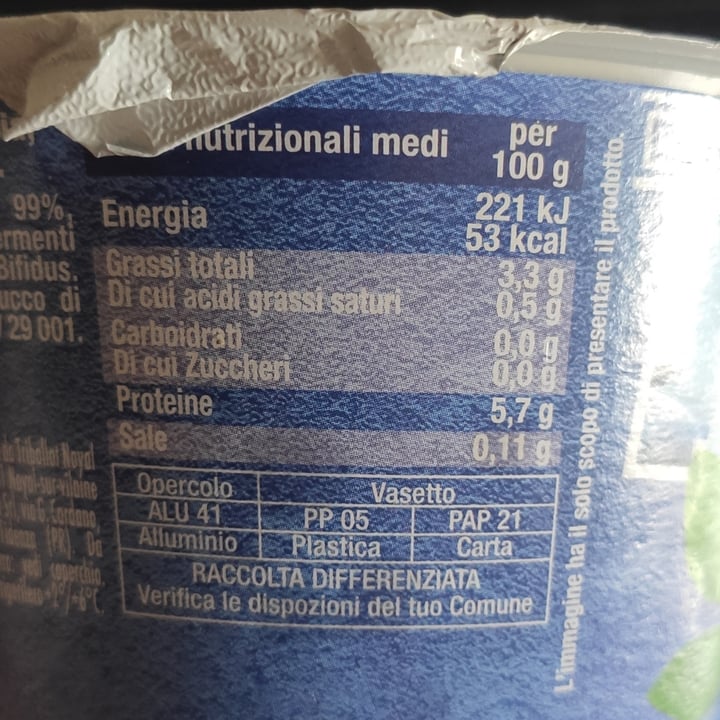 nutrizionali medi
per
100 g
Energia
221 kJ
53 kcal
Grassi totali
3,3 g
Di cui acidi grassi saturi
0,5 g
Carboidrati
0,0 g
Di cui Zuccheri
0,0 g
Proteine
5,7 g
Sale
0,11 g
Opercolo
Vasetto
ALU 41
PP 05
PAP 21
Alluminio
Plastica
Carta
RACCOLTA DIFFERENZIATA
Verifica le dispozioni del tuo Comune
L'immagine ha il solo scopo di presentare il prodotto.
99%,
ermenti
Bifidus.
ucco di
29 001.